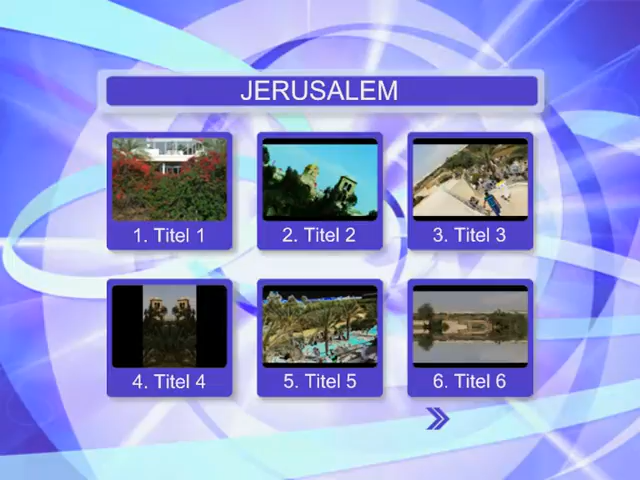 JERUSALEM
1. Titel 1
2. Titel 2
3. Titel 3
4. Titel 4
5. Titel 5
6. Titel 6